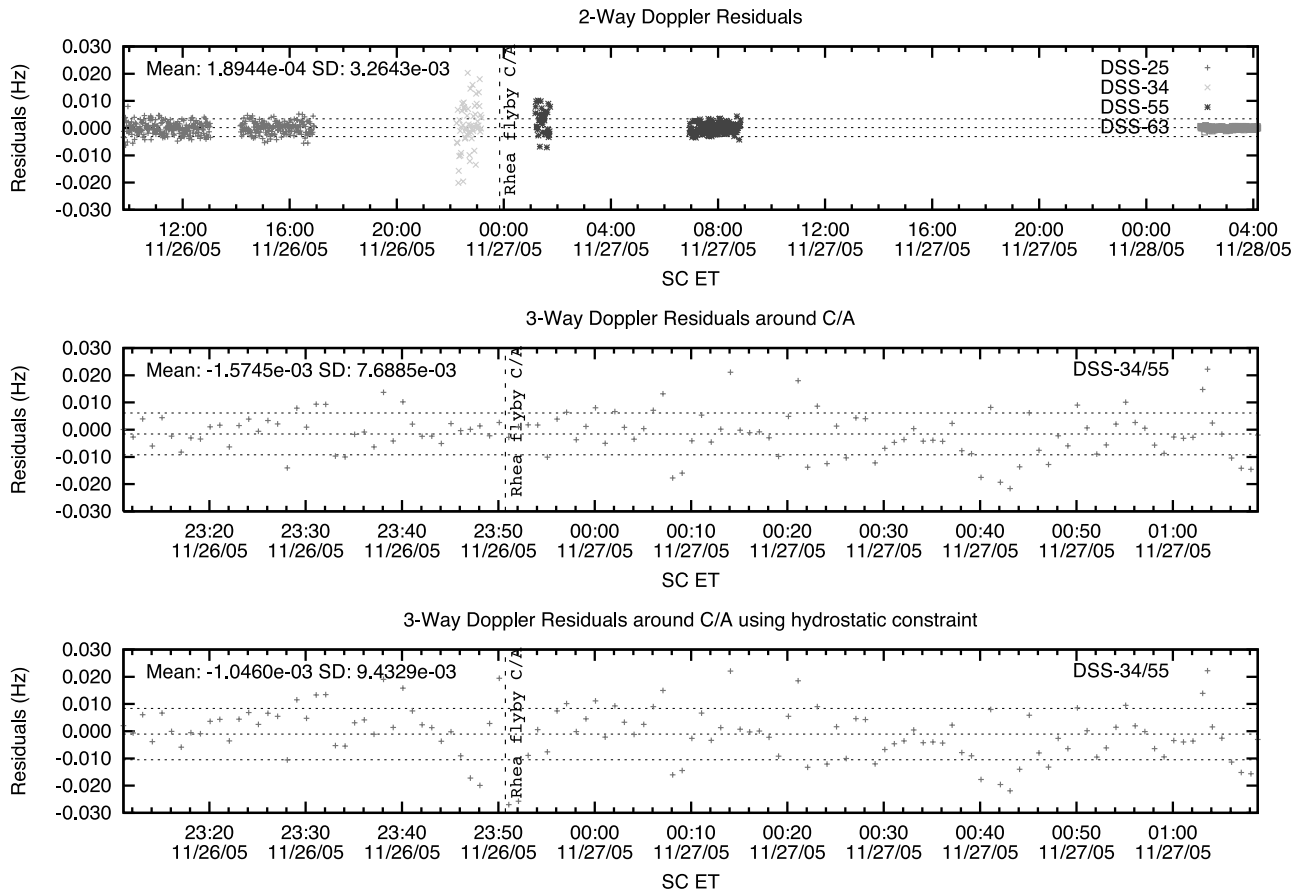 2-Way Doppler Residuals
Residuals (Hz)
0.030
0.020
0.010
0.000
-0.010
-0.020
-0.030
Mean: 1.8944e-04 SD: 3.2643e-03
Rhea flyby C/A
DSS-25
DSS-34
DSS-55
DSS-63
12:00 16:00 20:00 00:00 04:00 08:00 12:00 16:00 20:00 00:00 04:00
11/26/05 11/26/05 11/26/05 11/27/05 11/27/05 11/27/05 11/27/05 11/27/05 11/27/05 11/28/05 11/28/05
SC ET
3-Way Doppler Residuals around C/A
Residuals (Hz)
0.030
0.020
0.010
0.000
-0.010
-0.020
-0.030
Mean: -1.5745e-03 SD: 7.6885e-03
Rhea flyby C/A
DSS-34/55
23:20 23:30 23:40 23:50 00:00 00:10 00:20 00:30 00:40 00:50 01:00
11/26/05 11/26/05 11/26/05 11/26/05 11/27/05 11/27/05 11/27/05 11/27/05 11/27/05 11/27/05 11/27/05
SC ET
3-Way Doppler Residuals around C/A using hydrostatic constraint
Residuals (Hz)
0.030
0.020
0.010
0.000
-0.010
-0.020
-0.030
Mean: -1.0460e-03 SD: 9.4329e-03
Rhea flyby C/A
DSS-34/55
23:20 23:30 23:40 23:50 00:00 00:10 00:20 00:30 00:40 00:50 01:00
11/26/05 11/26/05 11/26/05 11/26/05 11/27/05 11/27/05 11/27/05 11/27/05 11/27/05 11/27/05 11/27/05
SC ET